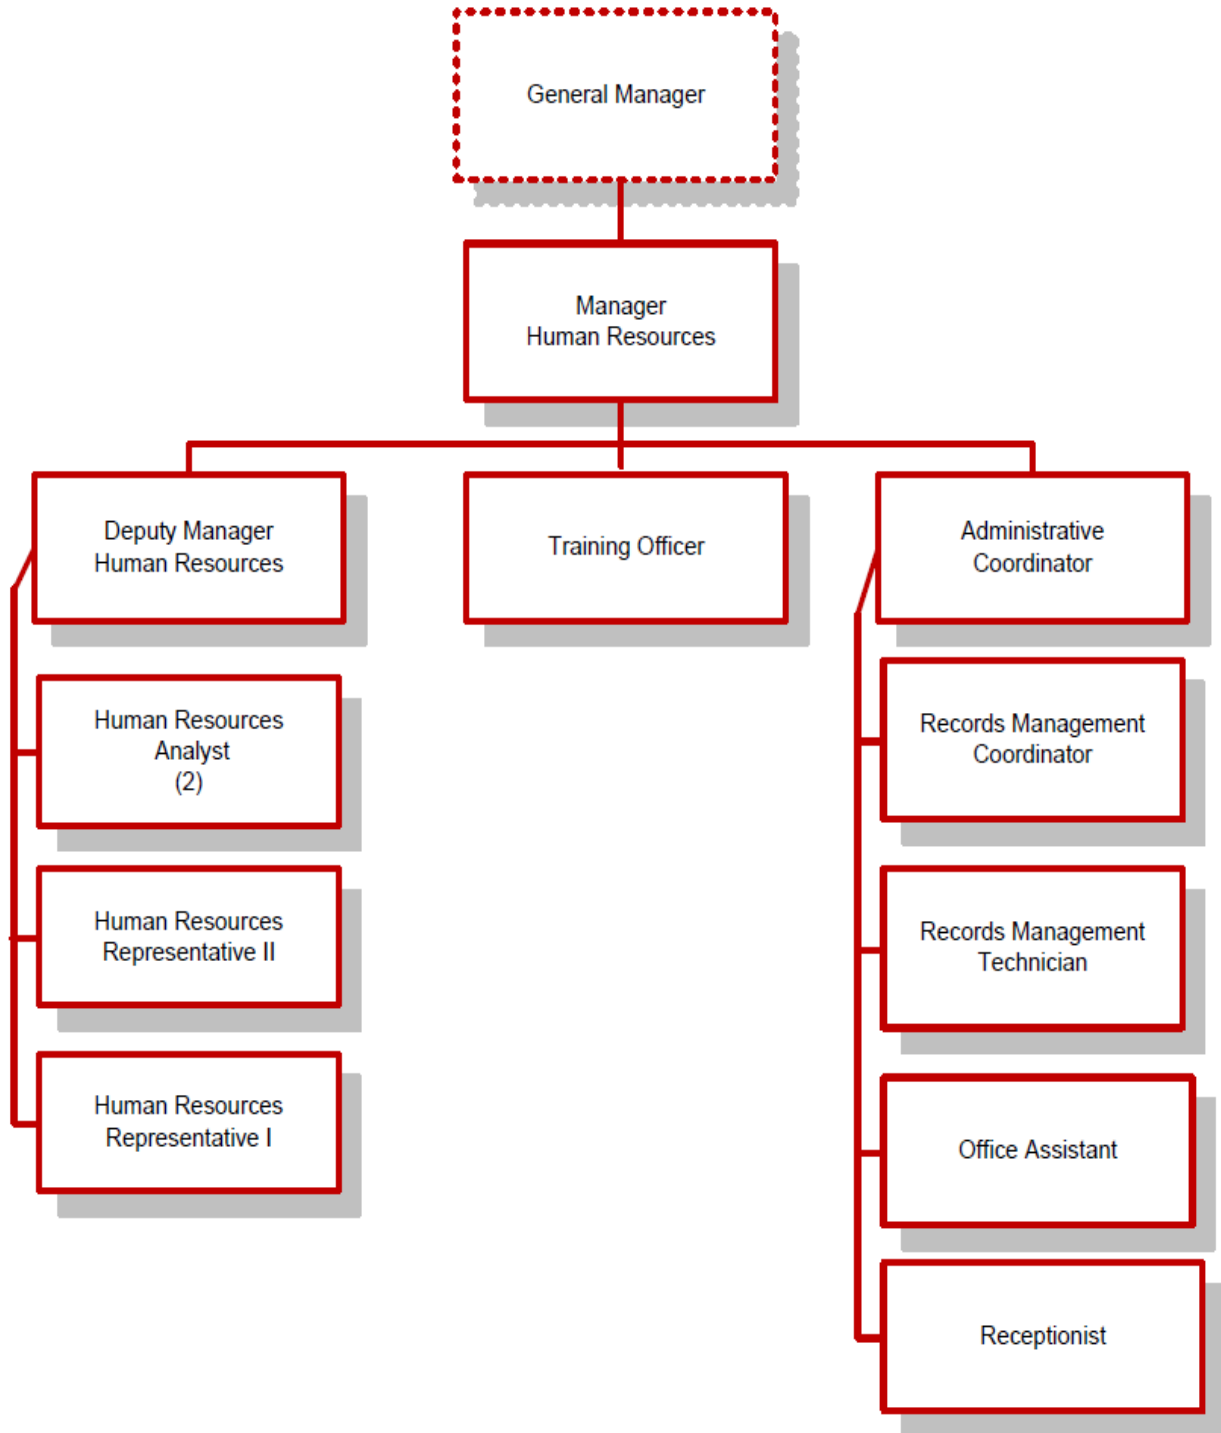 General Manager
Manager
Human Resources
Deputy Manager
Human Resources
Training Officer
Administrative
Coordinator
Human Resources
Analyst
(2)
Human Resources
Representative II
Human Resources
Representative I
Records Management
Coordinator
Records Management
Technician
Office Assistant
Receptionist